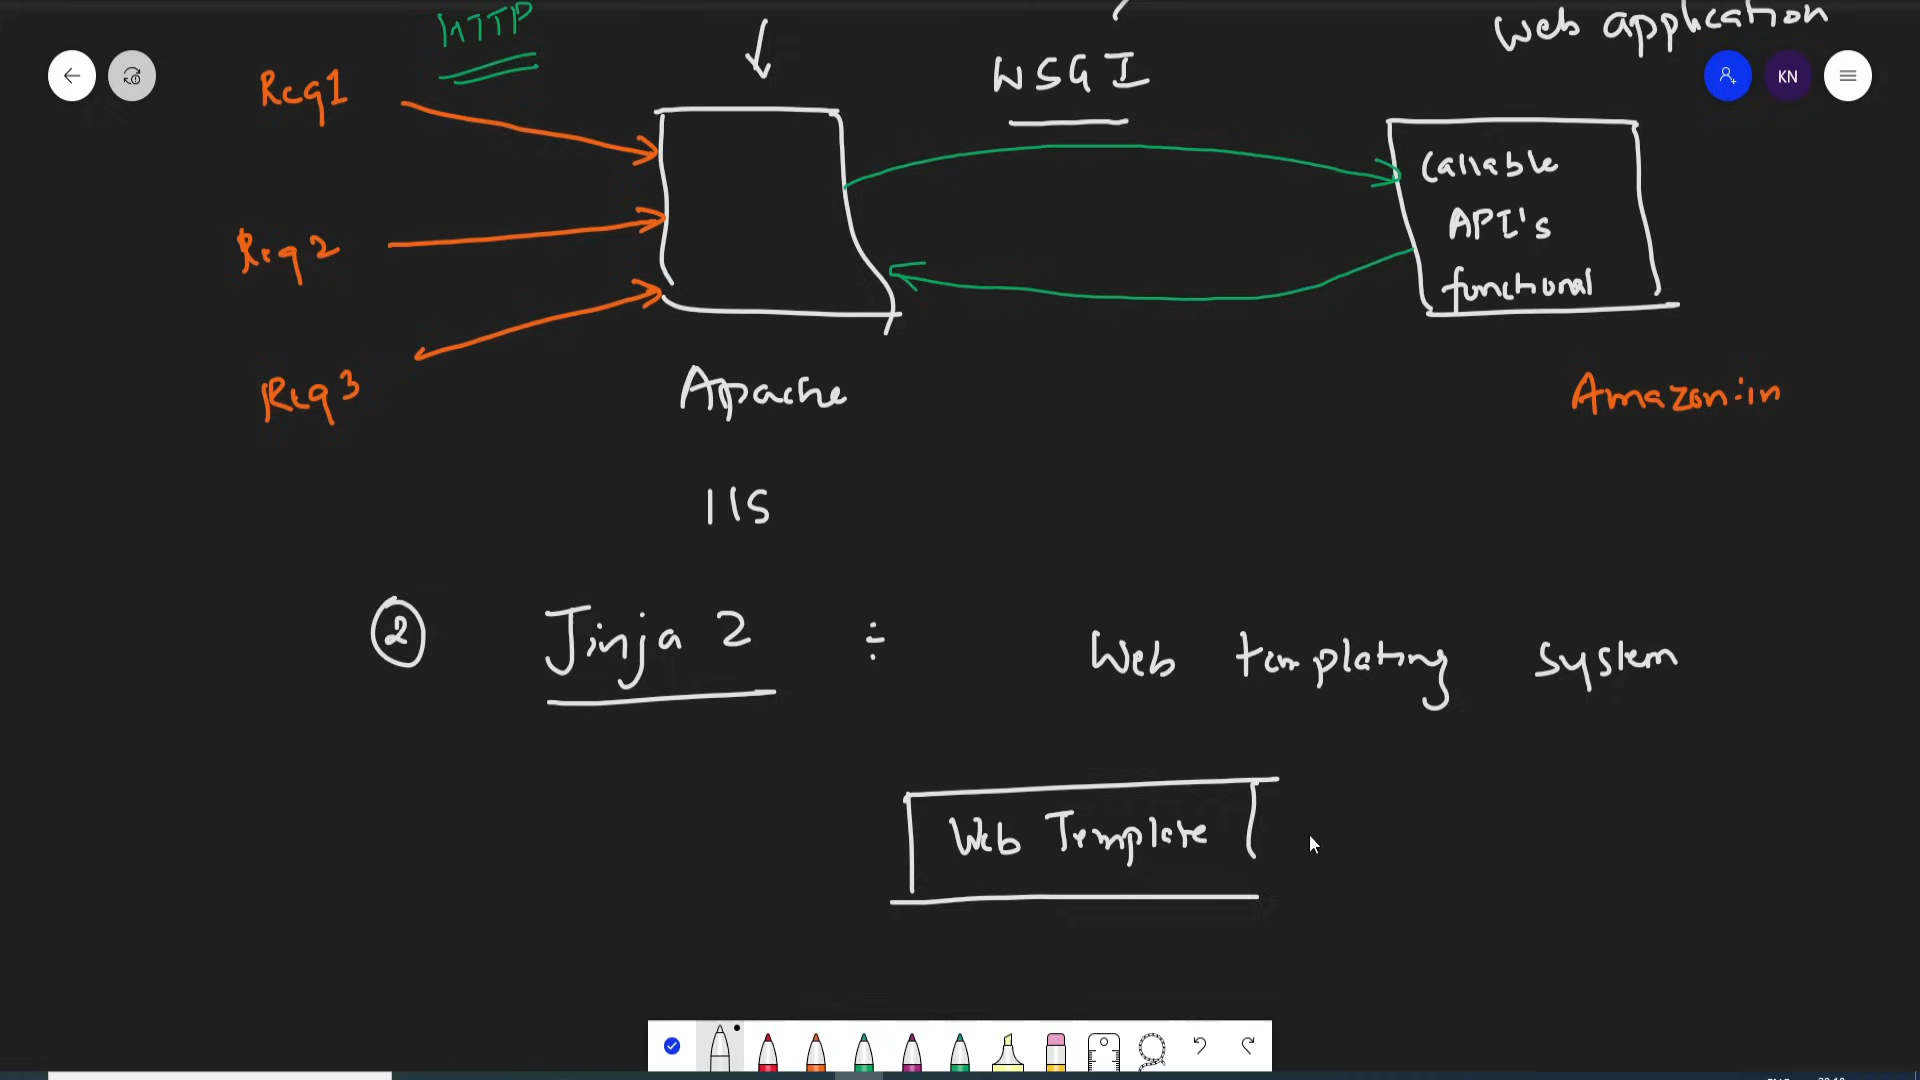 HTTP
web application
WSGI
KN
Req1
Callable
API's
functional
Req2
Req3
Apache
Amazon.in
IIS
2 Jinja 2 ÷ Web templating system
Web Template